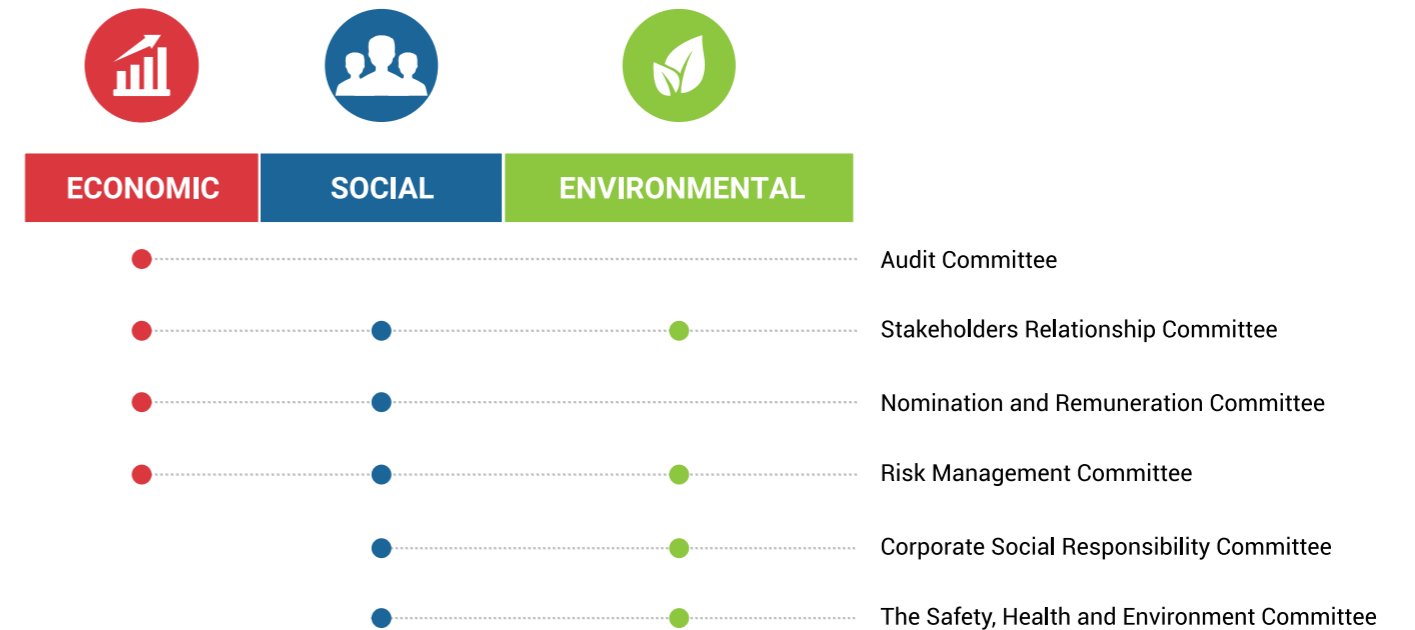 ECONOMIC
SOCIAL
ENVIRONMENTAL
Audit Committee
Stakeholders Relationship Committee
Nomination and Remuneration Committee
Risk Management Committee
Corporate Social Responsibility Committee
The Safety, Health and Environment Committee